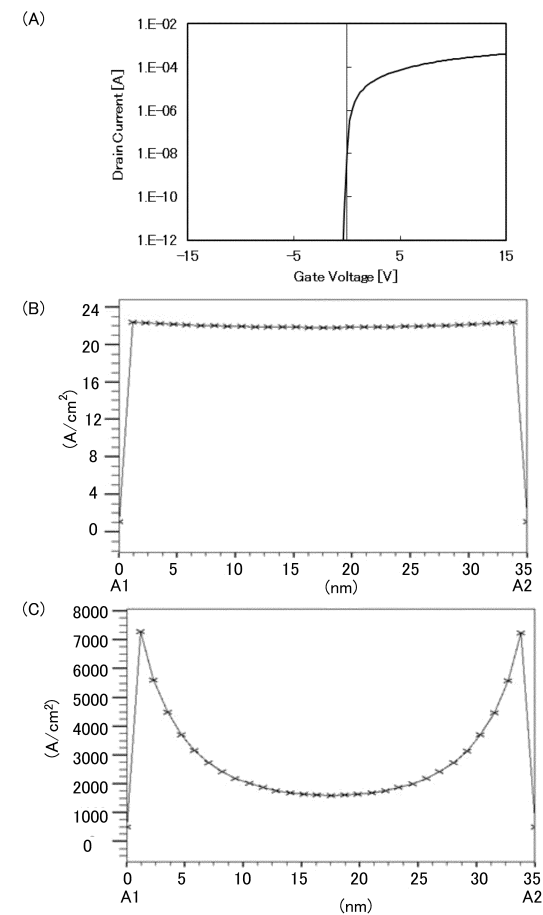 (A)
1.E−02
1.E−04
1.E−06
1.E−08
1.E−10
1.E−12
Drain Current [A]
−15 −5 5 15
Gate Voltage [V]
(B)
24
20
16
12
8
4
0
(A/cm²)
0 5 10 15 20 25 30 35
A1 (nm) A2
(C)
8000
7000
6000
5000
4000
3000
2000
1000
0
(A/cm²)
0 5 10 15 20 25 30 35
A1 (nm) A2